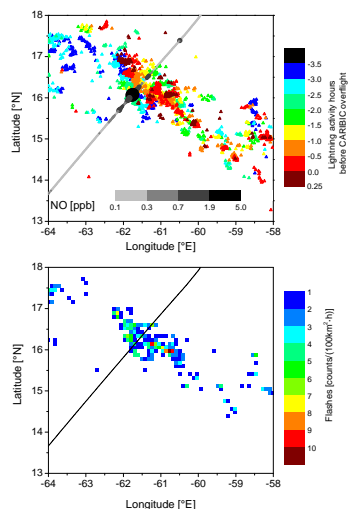 18
17
16
15
14
13
Latitude [°N]
NO [ppb]
0.1 0.3 0.7 1.9 5.0
-64 -63 -62 -61 -60 -59 -58
Longitude [°E]
-3.5
-3.0
-2.5
-2.0
-1.5
-1.0
-0.5
0.0
0.25
Lightning activity hours
before CARIBIC overflight
18
17
16
15
14
13
Latitude [°N]
-64 -63 -62 -61 -60 -59 -58
Longitude [°E]
1
2
3
4
5
6
7
8
9
10
Flashes [counts/(100km²·h)]